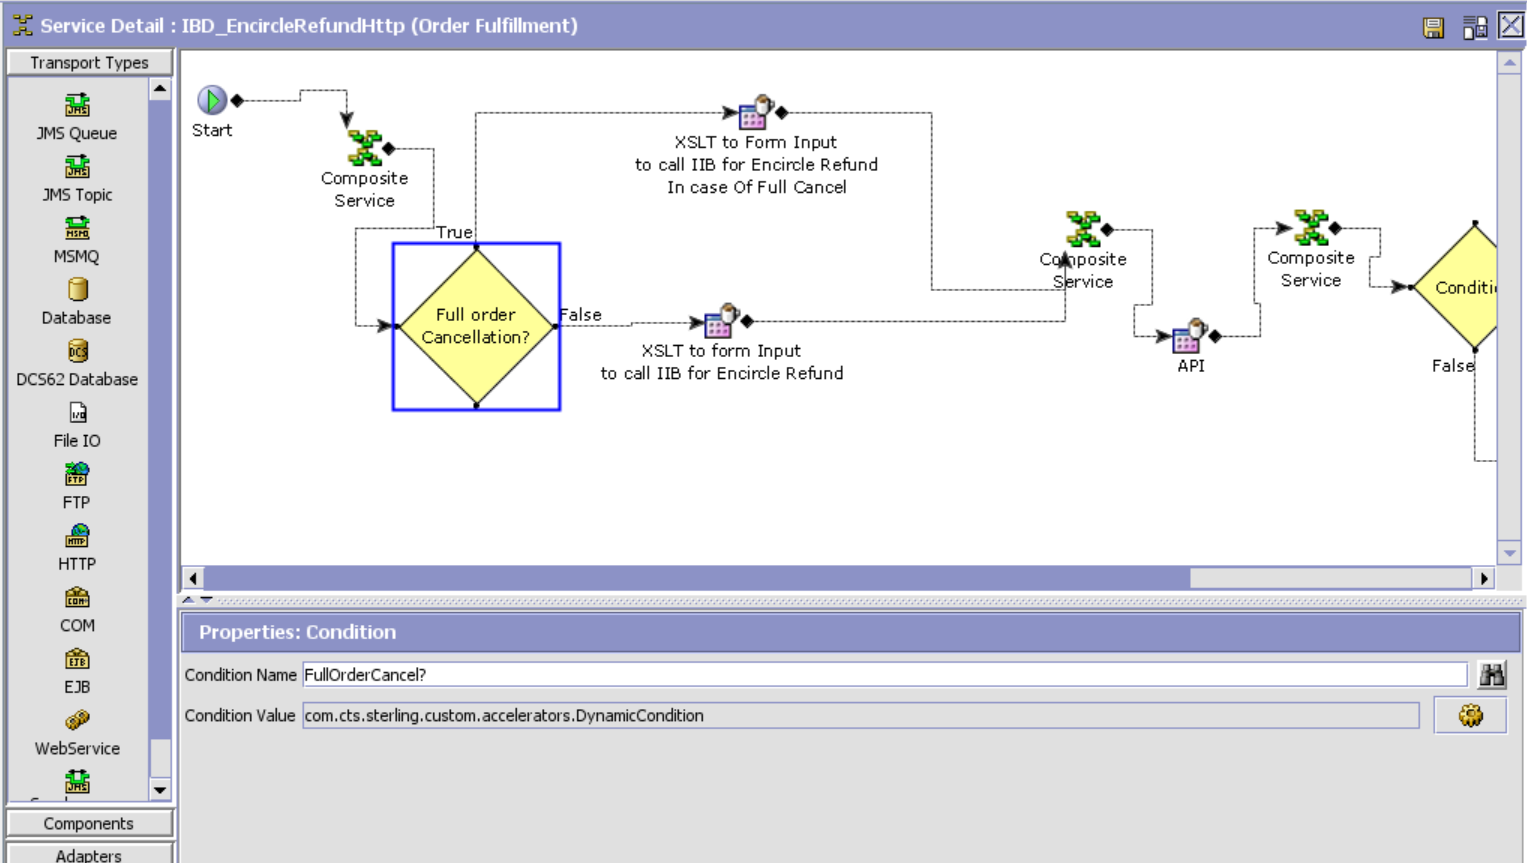 Service Detail : IBD_EncircleRefundHttp (Order Fulfillment)
Transport Types
JMS Queue
JMS Topic
MSMQ
Database
DCS62 Database
File IO
FTP
HTTP
COM
EJB
WebService
Components
Adapters
Start
Composite
Service
True
Full order
Cancellation?
False
XSLT to Form Input
to call IIB for Encircle Refund
In case Of Full Cancel
XSLT to form Input
to call IIB for Encircle Refund
Composite
Service
API
Composite
Service
Conditi
False
Properties: Condition
Condition Name FullOrderCancel?
Condition Value com.cts.sterling.custom.accelerators.DynamicCondition